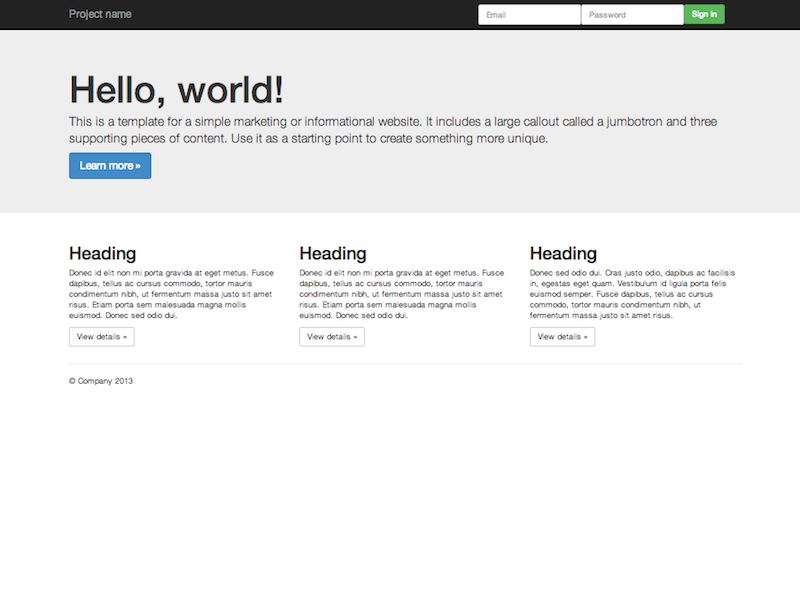 Project name Email Password Sign in
Hello, world!
This is a template for a simple marketing or informational website. It includes a large callout called a jumbotron and three
supporting pieces of content. Use it as a starting point to create something more unique.
Learn more »
Heading
Donec id elit non mi porta gravida at eget metus. Fusce
dapibus, tellus ac cursus commodo, tortor mauris
condimentum nibh, ut fermentum massa justo sit amet
risus. Etiam porta sem malesuada magna mollis
euismod. Donec sed odio dui.
View details »
Heading
Donec id elit non mi porta gravida at eget metus. Fusce
dapibus, tellus ac cursus commodo, tortor mauris
condimentum nibh, ut fermentum massa justo sit amet
risus. Etiam porta sem malesuada magna mollis
euismod. Donec sed odio dui.
View details »
Heading
Donec sed odio dui. Cras justo odio, dapibus ac facilisis
in, egestas eget quam. Vestibulum id ligula porta felis
euismod semper. Fusce dapibus, tellus ac cursus
commodo, tortor mauris condimentum nibh, ut
fermentum massa justo sit amet risus.
View details »
© Company 2013